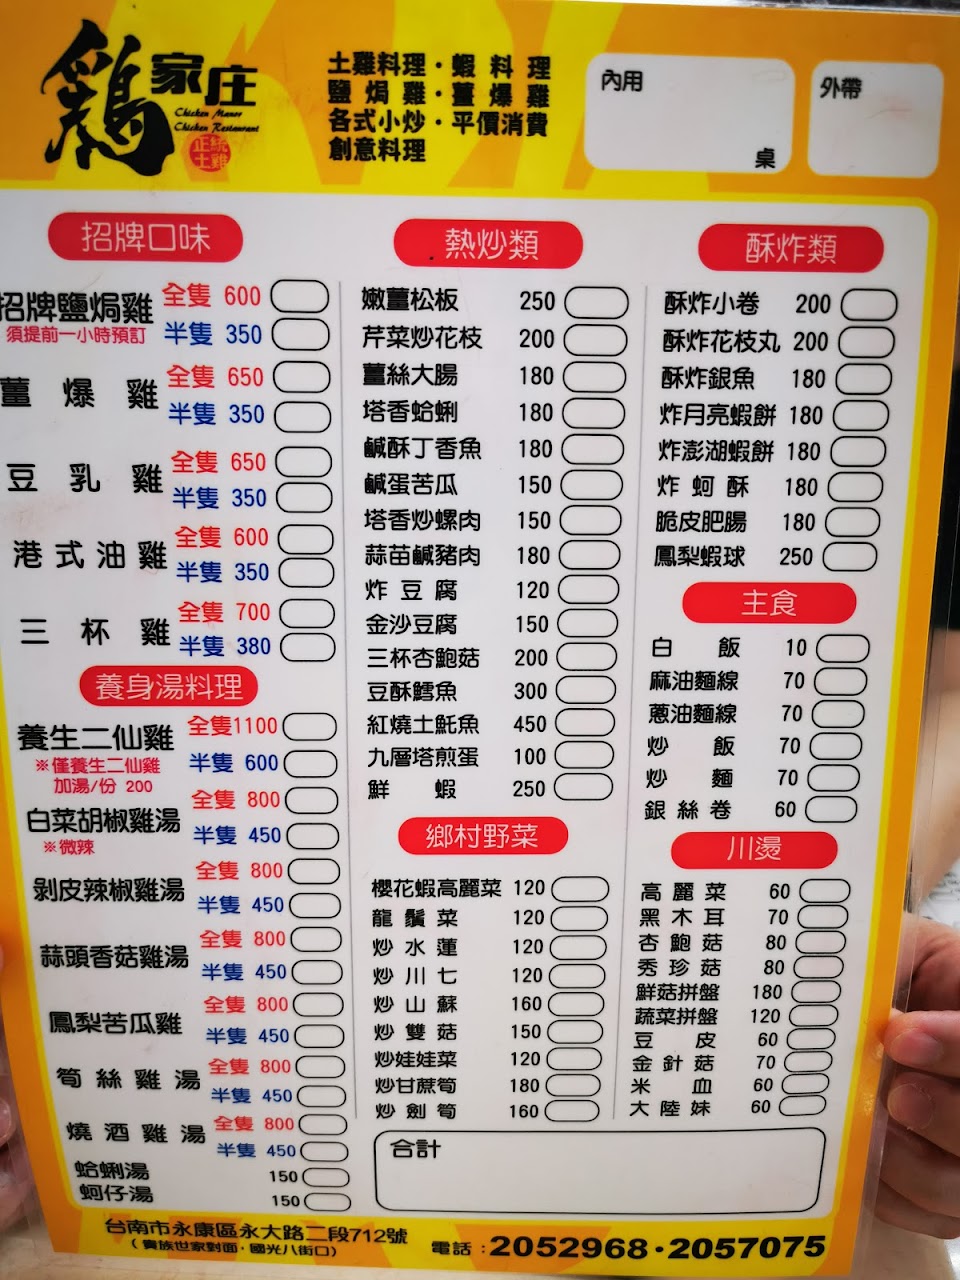 鷄家庄
Chicken Manor
Chicken Restaurant
正統
土雞
土雞料理・蝦料理
鹽焗雞・薑爆雞
各式小炒・平價消費
創意料理
內用
桌
外帶
招牌口味
招牌鹽焗雞 全隻 600
須提前一小時預訂 半隻 350
薑爆雞 全隻 650
半隻 350
豆乳雞 全隻 650
半隻 350
港式油雞 全隻 600
半隻 350
三杯雞 全隻 700
半隻 380
養身湯料理
養生二仙雞 全隻1100
※僅養生二仙雞 半隻 600
加湯/份 200
白菜胡椒雞湯 全隻 800
※微辣 半隻 450
剝皮辣椒雞湯 全隻 800
半隻 450
蒜頭香菇雞湯 全隻 800
半隻 450
鳳梨苦瓜雞 全隻 800
半隻 450
筍絲雞湯 全隻 800
半隻 450
燒酒雞湯 全隻 800
半隻 450
蛤蜊湯 150
蚵仔湯 150
熱炒類
嫩薑松板 250
芹菜炒花枝 200
薑絲大腸 180
塔香蛤蜊 180
鹹酥丁香魚 180
鹹蛋苦瓜 150
塔香炒螺肉 150
蒜苗鹹豬肉 180
炸豆腐 120
金沙豆腐 150
三杯杏鮑菇 200
豆酥鱈魚 300
紅燒土魠魚 450
九層塔煎蛋 100
鮮蝦 250
鄉村野菜
櫻花蝦高麗菜 120
龍鬚菜 120
炒水蓮 120
炒川七 120
炒山蘇 160
炒雙菇 150
炒娃娃菜 120
炒甘蔗筍 180
炒劍筍 160
酥炸類
酥炸小卷 200
酥炸花枝丸 200
酥炸銀魚 180
炸月亮蝦餅 180
炸澎湖蝦餅 180
炸蚵酥 180
脆皮肥腸 180
鳳梨蝦球 250
主食
白飯 10
麻油麵線 70
蔥油麵線 70
炒飯 70
炒麵 70
銀絲卷 60
川燙
高麗菜 60
黑木耳 70
杏鮑菇 80
秀珍菇 80
鮮菇拼盤 180
蔬菜拼盤 120
豆皮 60
金針菇 70
米血 60
大陸妹 60
合計
台南市永康區永大路二段712號
(貴族世家對面・國光八街口)
電話:2052968・2057075